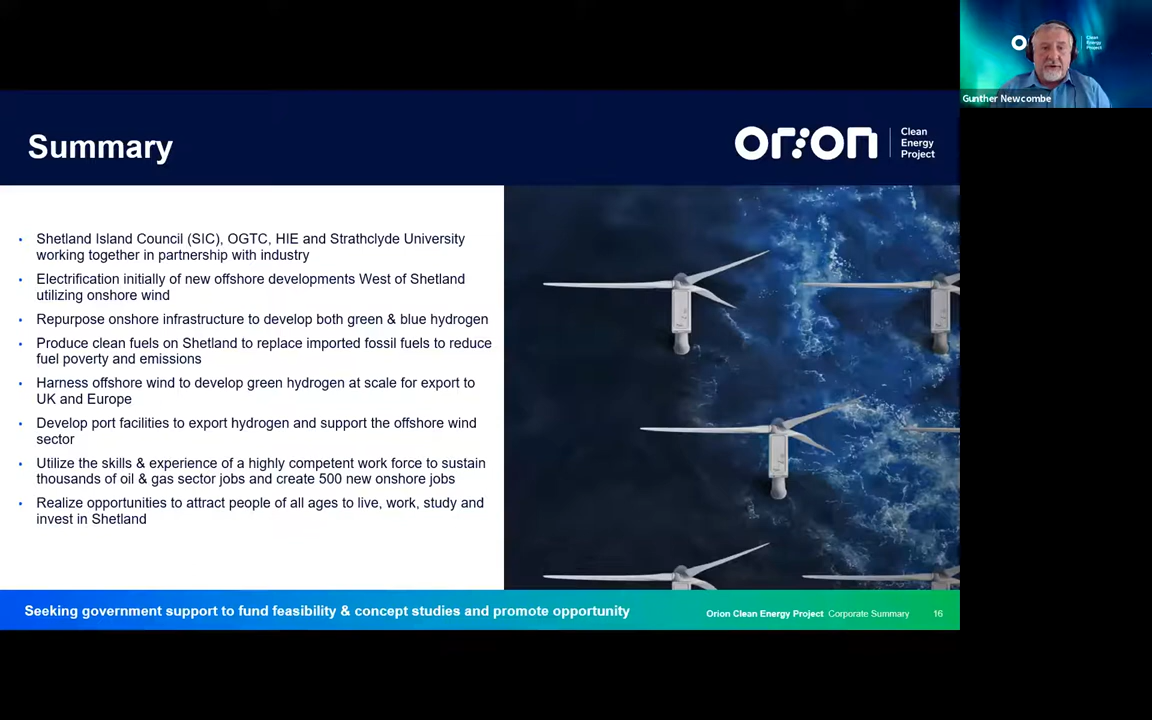 Gunther Newcombe
Summary
Orion
Clean
Energy
Project
• Shetland Island Council (SIC), OGTC, HIE and Strathclyde University
working together in partnership with industry
• Electrification initially of new offshore developments West of Shetland
utilizing onshore wind
• Repurpose onshore infrastructure to develop both green & blue hydrogen
• Produce clean fuels on Shetland to replace imported fossil fuels to reduce
fuel poverty and emissions
• Harness offshore wind to develop green hydrogen at scale for export to
UK and Europe
• Develop port facilities to export hydrogen and support the offshore wind
sector
• Utilize the skills & experience of a highly competent work force to sustain
thousands of oil & gas sector jobs and create 500 new onshore jobs
• Realize opportunities to attract people of all ages to live, work, study and
invest in Shetland
Seeking government support to fund feasibility & concept studies and promote opportunity
Orion Clean Energy Project Corporate Summary 16